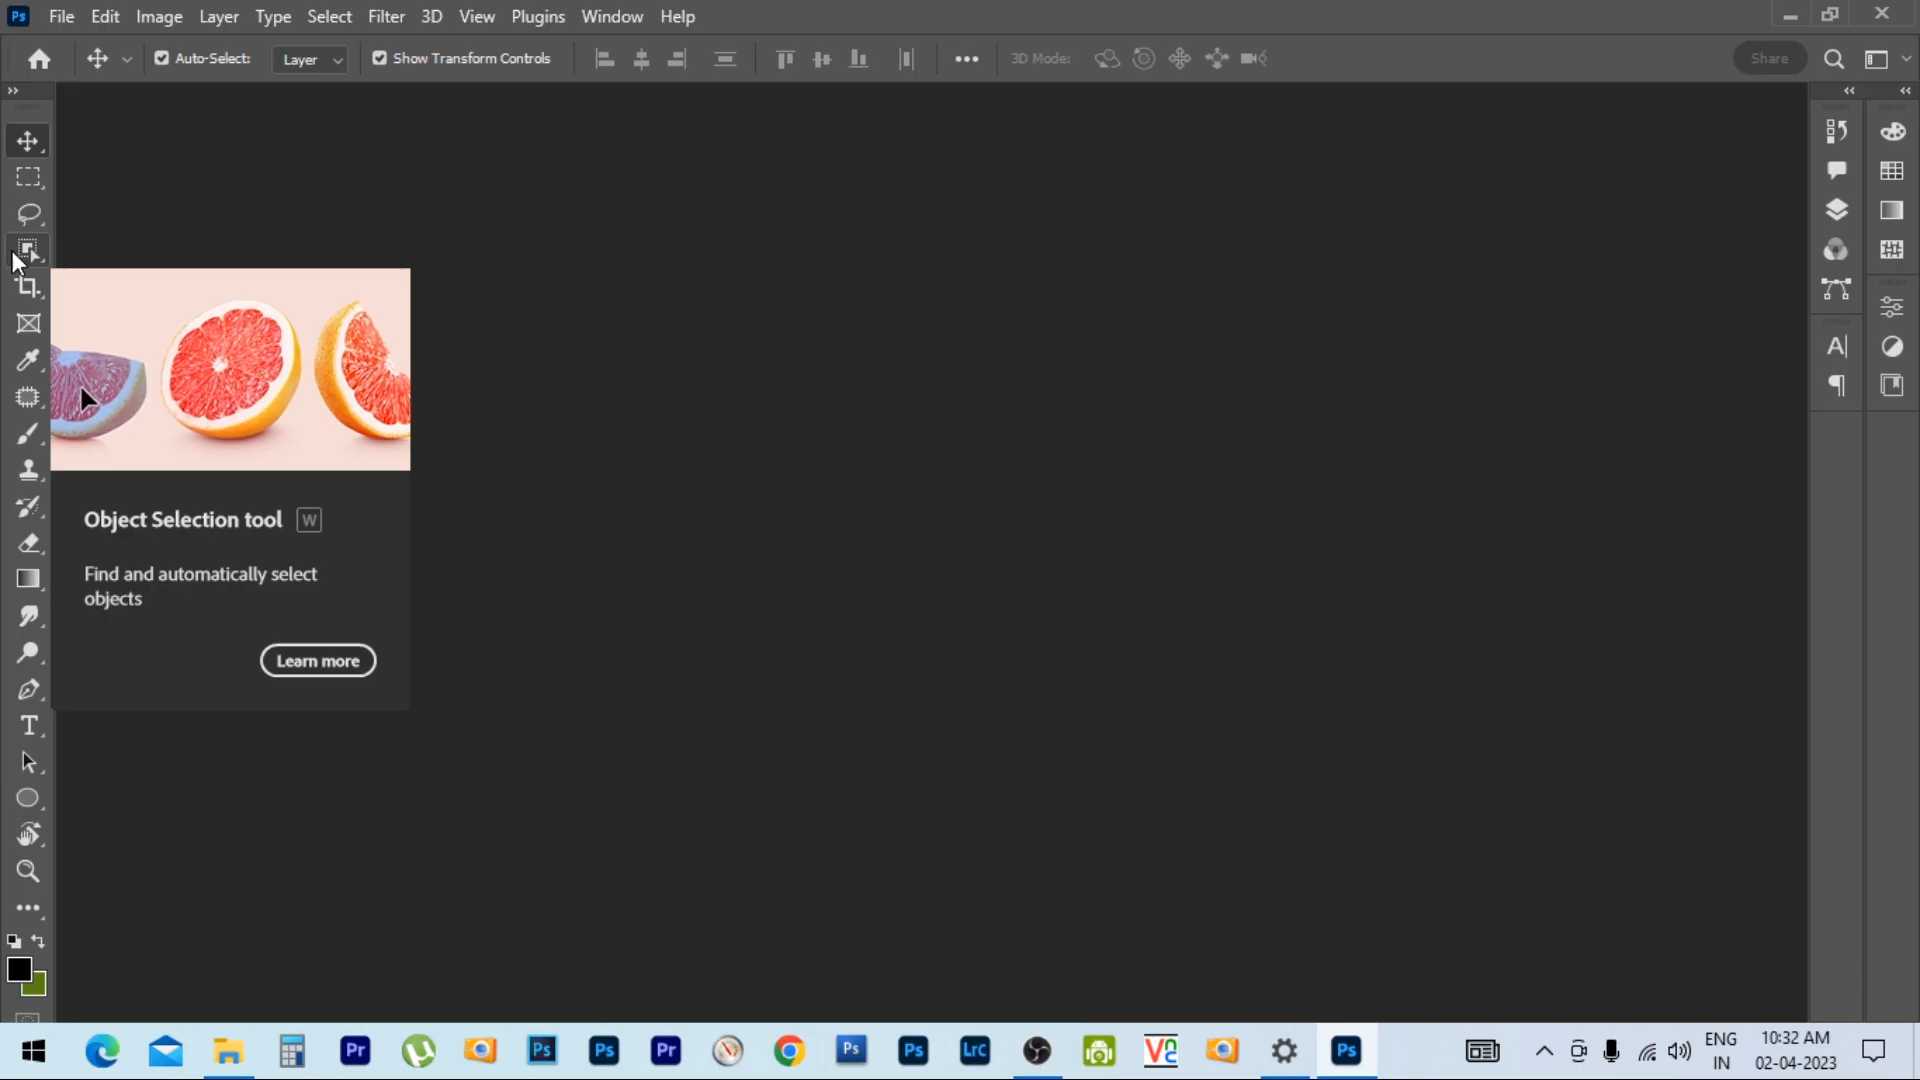 Ps File Edit Image Layer Type Select Filter 3D View Plugins Window Help
Auto-Select: Layer Show Transform Controls 3D Mode: Share
Object Selection tool W
Find and automatically select
objects
Learn more
T
A
Pr Ps Ps Pr Ps Ps LrC Ps
ENG
IN
10:32 AM
02-04-2023